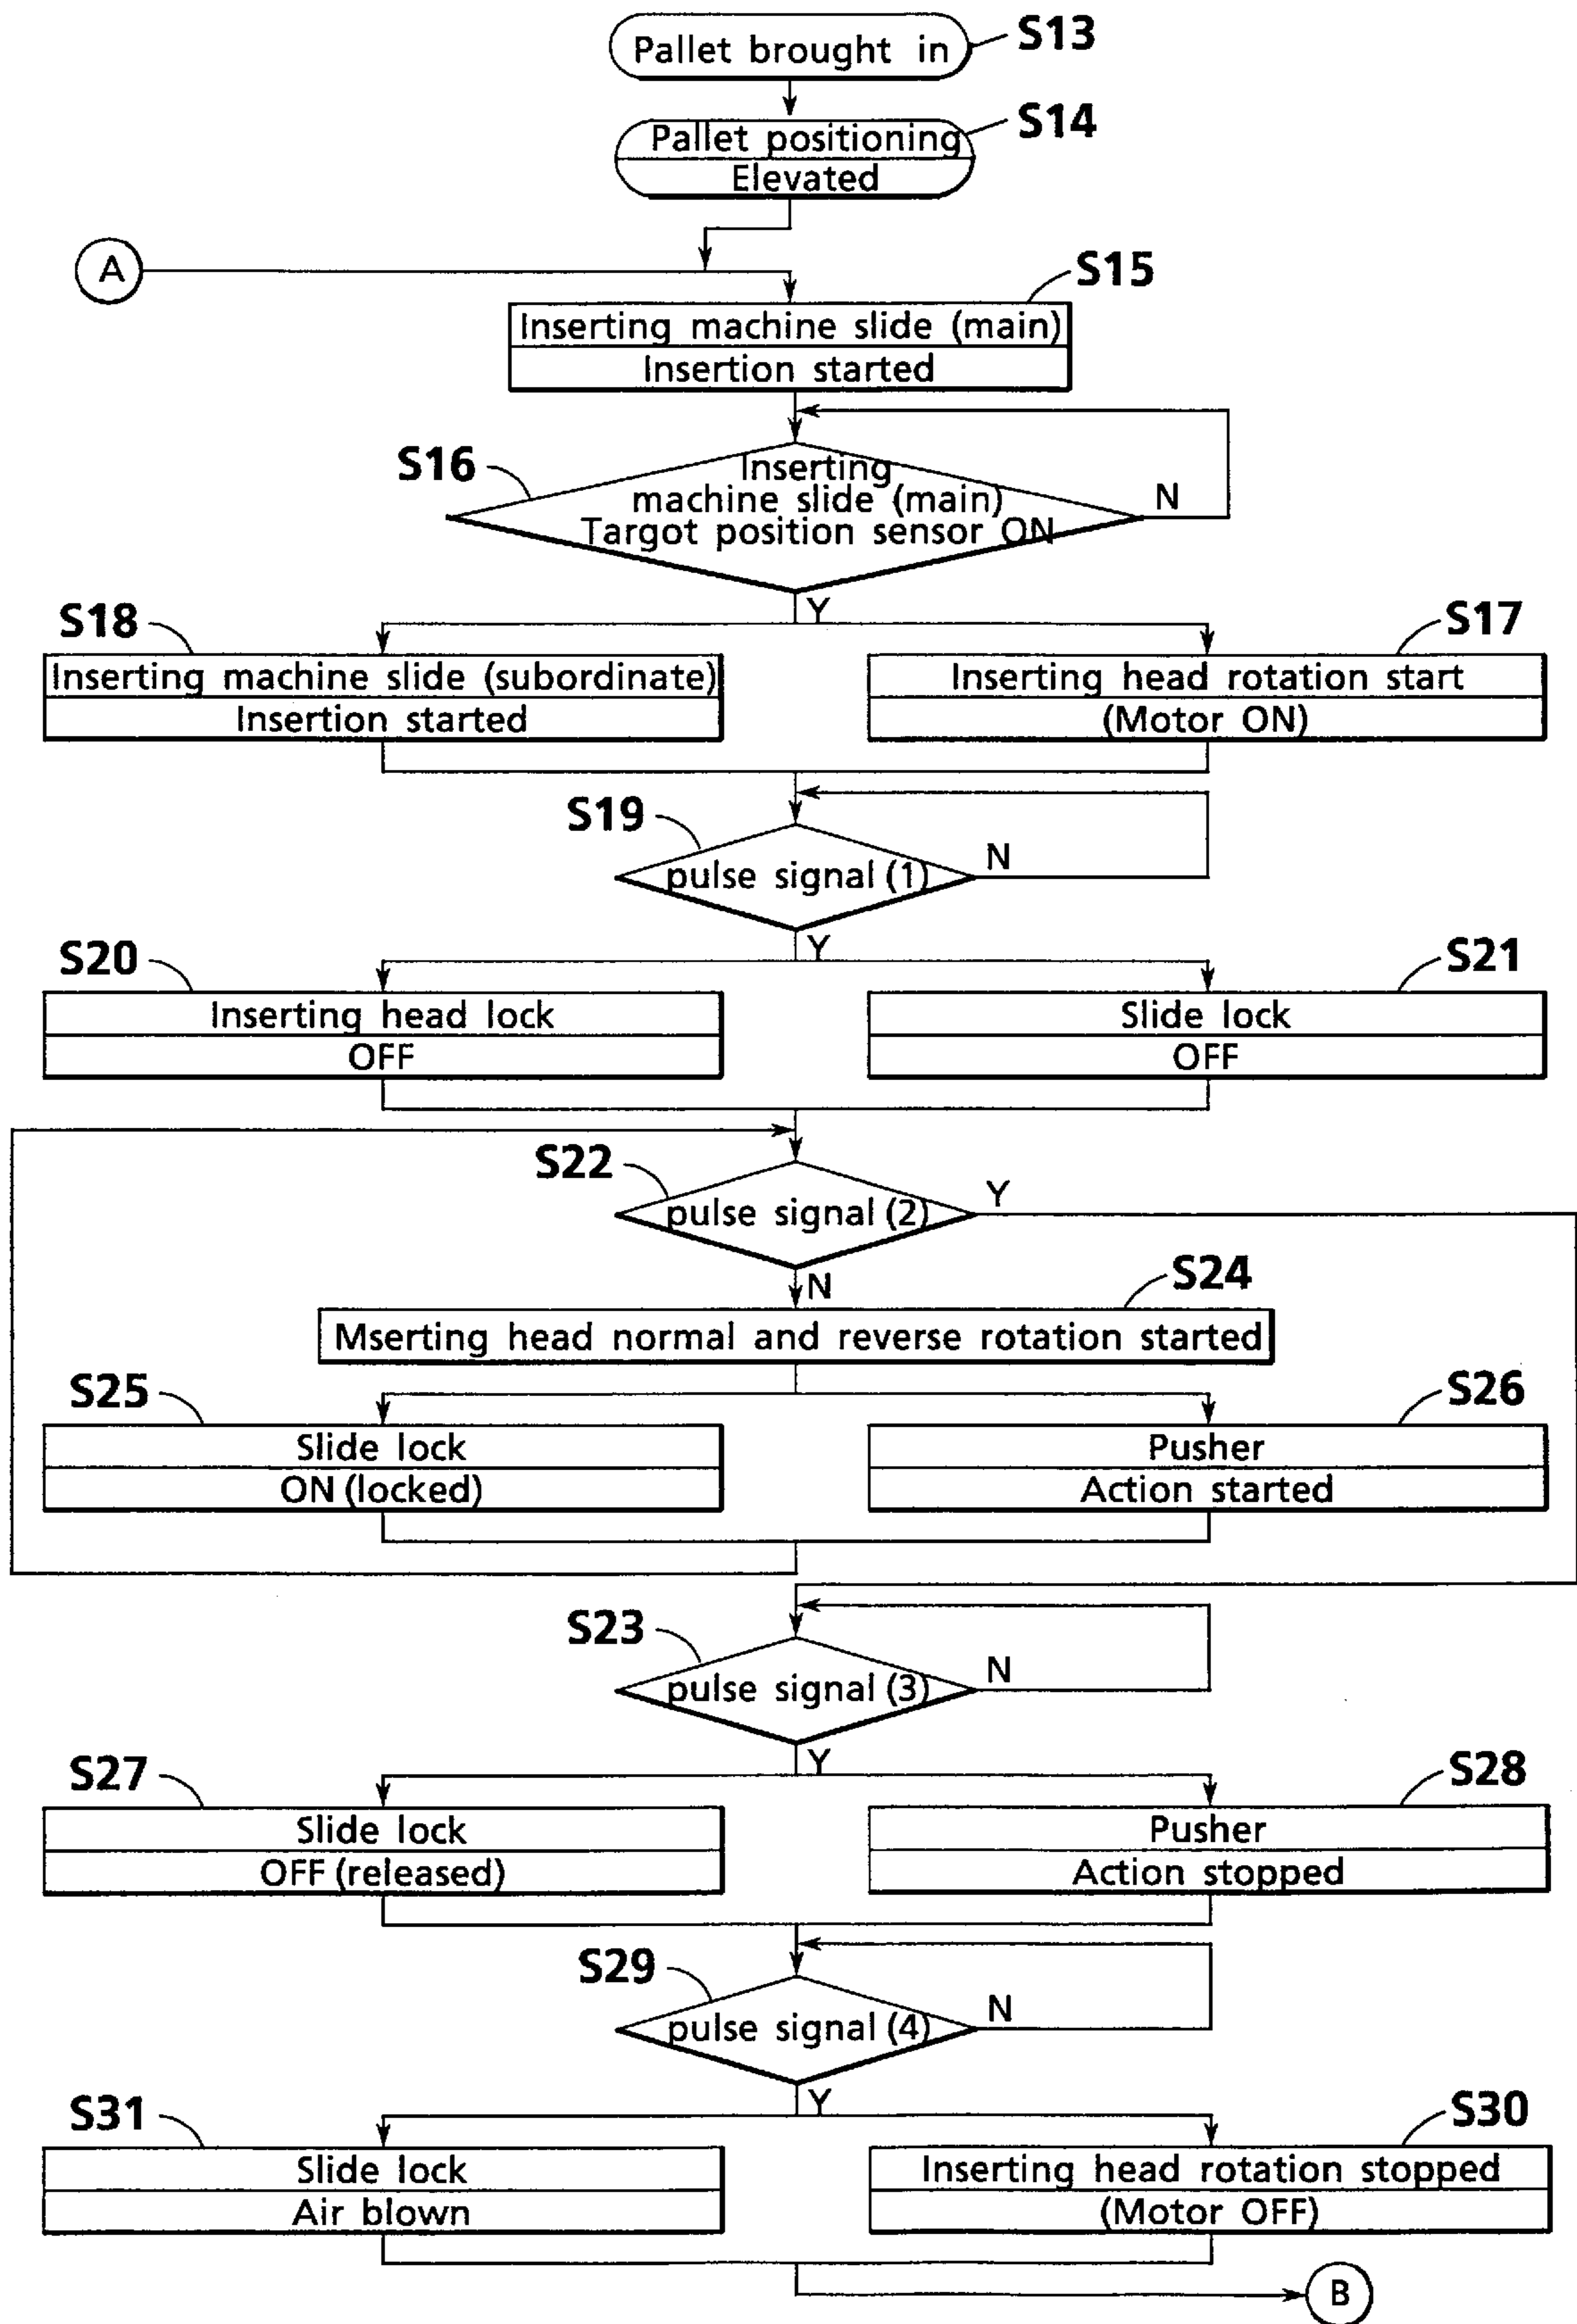 Pallet brought in
S13
Pallet positioning
Elevated
S14
A
S15
Inserting machine slide (main)
Insertion started
S16
Inserting
machine slide (main)
Targot position sensor ON
N
Y
S18
Inserting machine slide (subordinate)
Insertion started
S17
Inserting head rotation start
(Motor ON)
S19
pulse signal (1)
N
Y
S20
Inserting head lock
OFF
S21
Slide lock
OFF
S22
pulse signal (2)
Y
N
S24
Mserting head normal and reverse rotation started
S25
Slide lock
ON (locked)
S26
Pusher
Action started
S23
pulse signal (3)
N
Y
S27
Slide lock
OFF (released)
S28
Pusher
Action stopped
S29
pulse signal (4)
N
Y
S31
Slide lock
Air blown
S30
Inserting head rotation stopped
(Motor OFF)
B